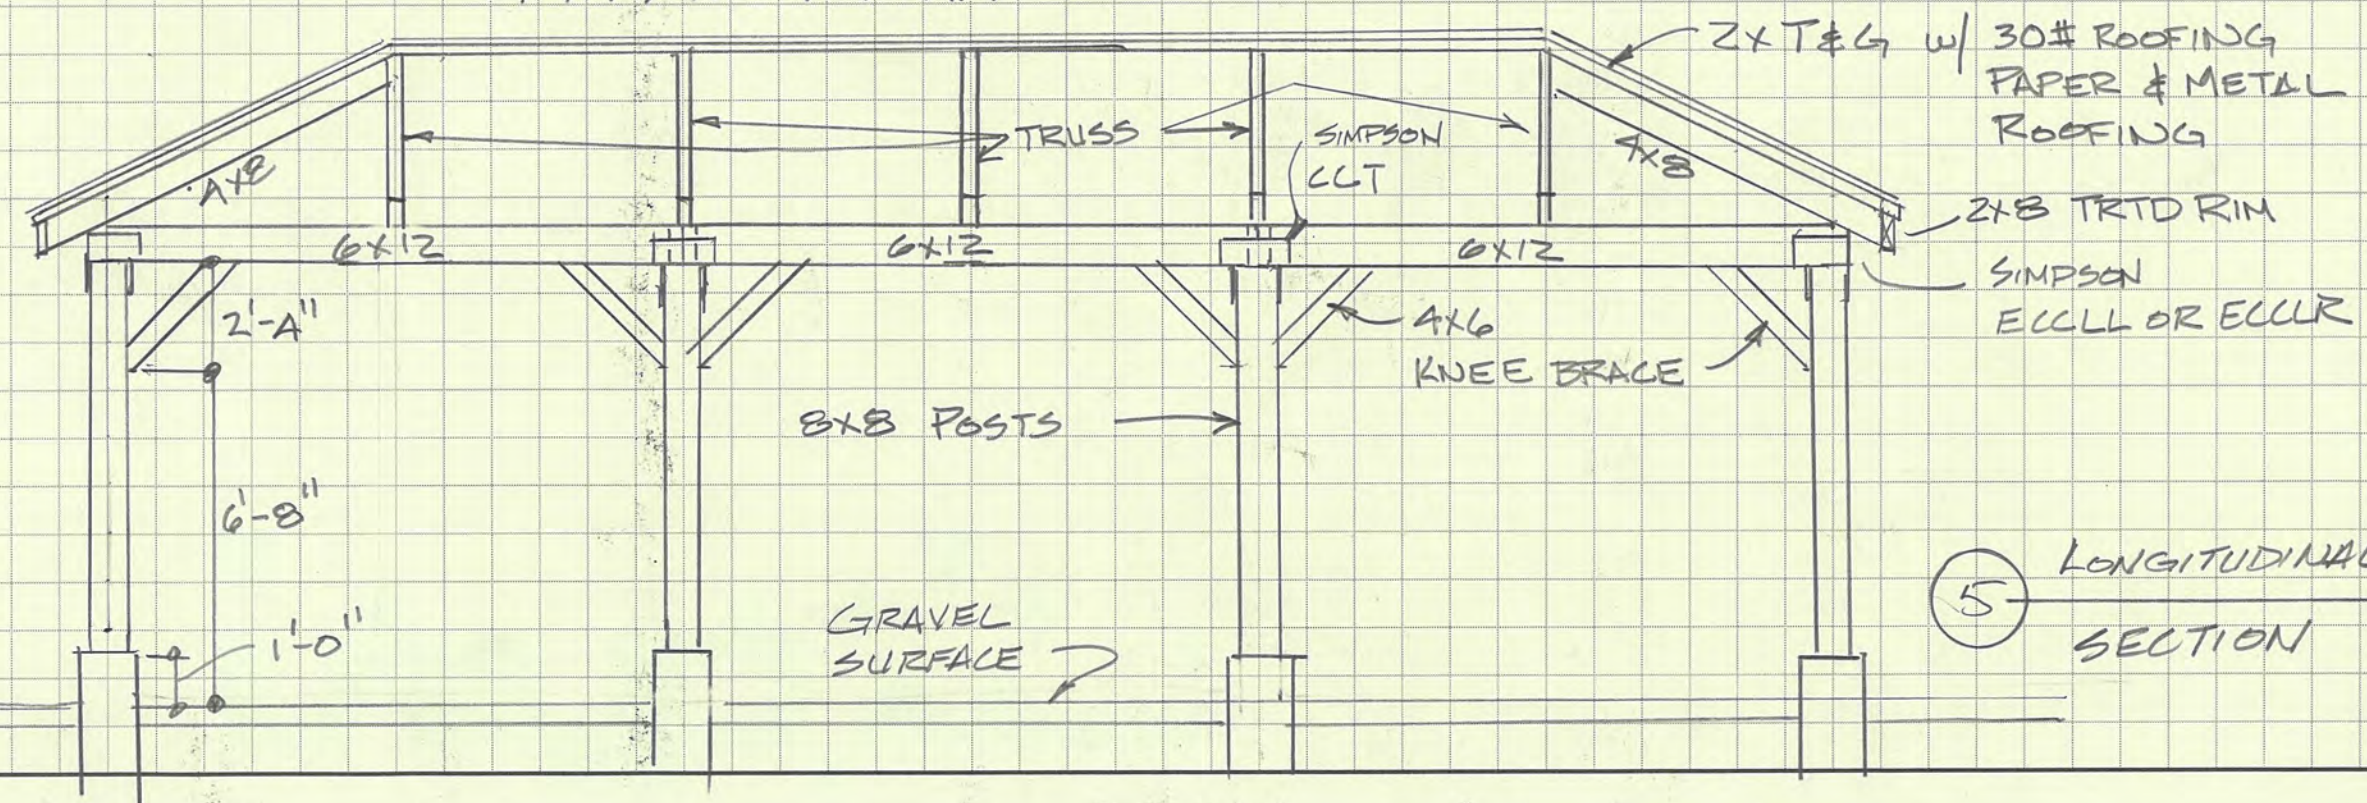 2X T&G W/ 30# ROOFING
PAPER & METAL
ROOFING
TRUSS
SIMPSON
CCT
4X8
4X8
2X8 TRTD RIM
6X12
6X12
6X12
SIMPSON
ECCLL OR ECCLR
2'-4"
4X6
KNEE BRACE
8X8 POSTS
6'-8"
5
LONGITUDINAL
SECTION
GRAVEL
SURFACE
1'-0"